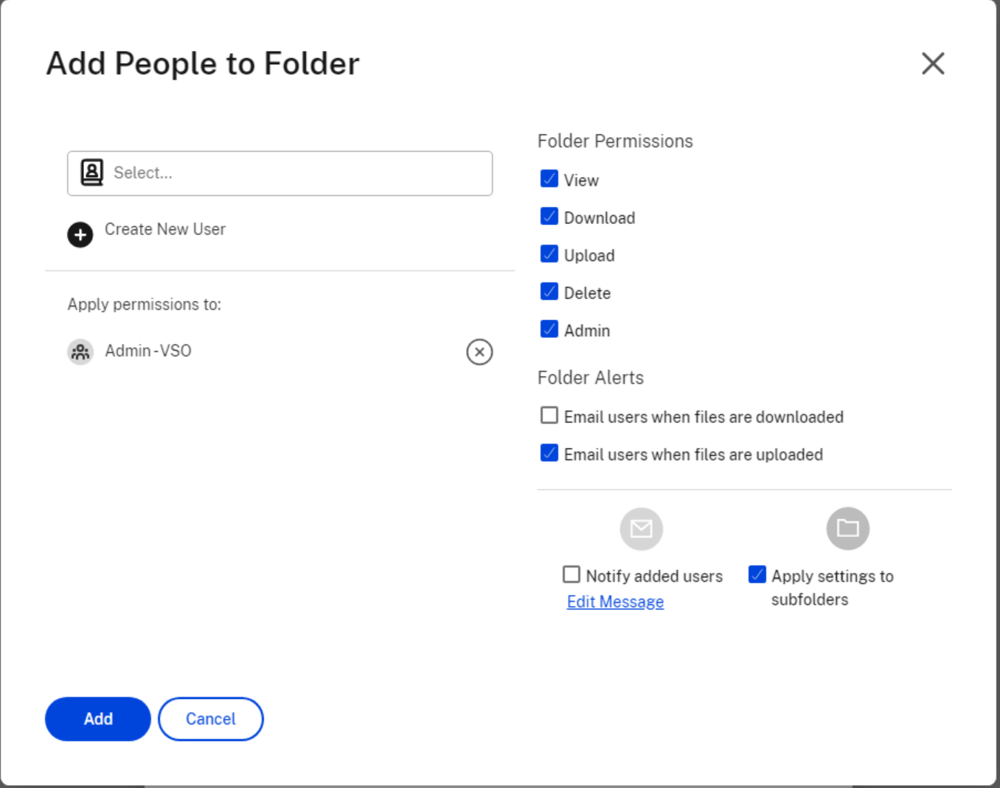 Add People to Folder
Select...
Create New User
Apply permissions to:
Admin - VSO
Folder Permissions
View
Download
Upload
Delete
Admin
Folder Alerts
Email users when files are downloaded
Email users when files are uploaded
Notify added users
Edit Message
Apply settings to
subfolders
Add
Cancel